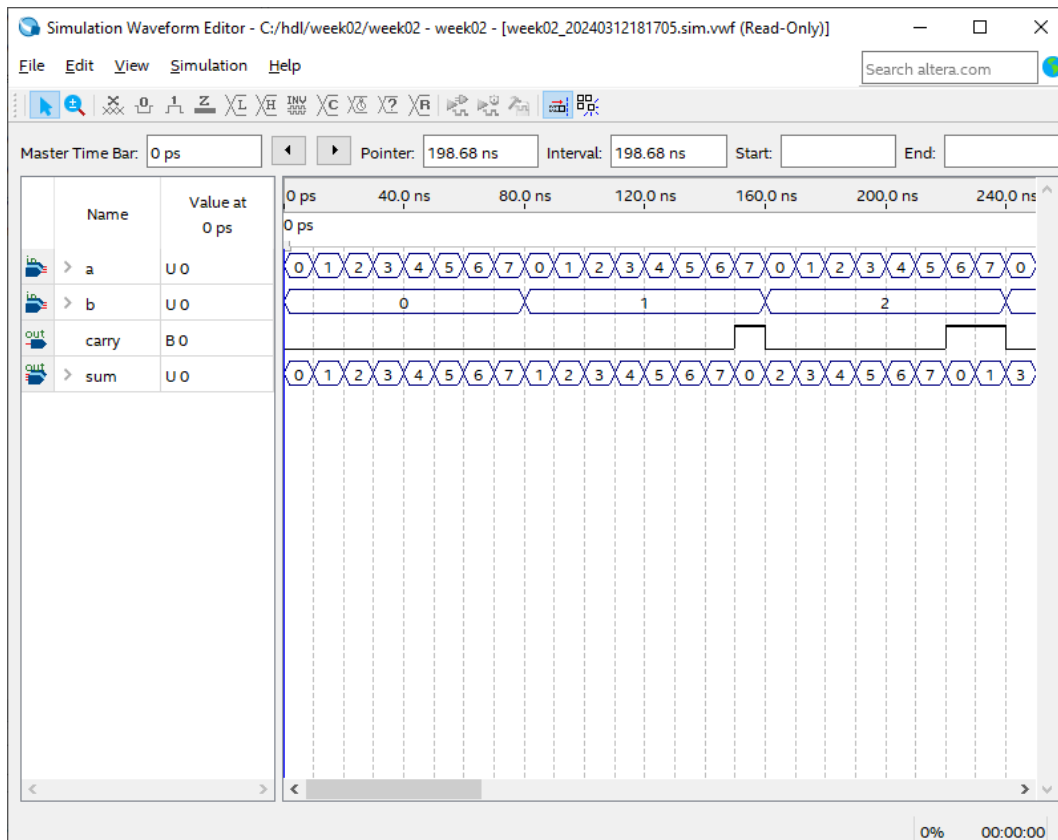 Simulation Waveform Editor - C:/hdl/week02/week02 - week02 - [week02_20240312181705.sim.vwf (Read-Only)]
File Edit View Simulation Help
Search altera.com
Master Time Bar: 0 ps Pointer: 198.68 ns Interval: 198.68 ns Start: End:
Name Value at 0 ps
0 ps 40.0 ns 80.0 ns 120.0 ns 160.0 ns 200.0 ns 240.0 ns
0 ps
in > a U 0 0 1 2 3 4 5 6 7 0 1 2 3 4 5 6 7 0 1 2 3 4 5 6 7 0
in > b U 0 0 1 2
out carry B 0
out > sum U 0 0 1 2 3 4 5 6 7 1 2 3 4 5 6 7 0 2 3 4 5 6 7 0 1 3
0% 00:00:00